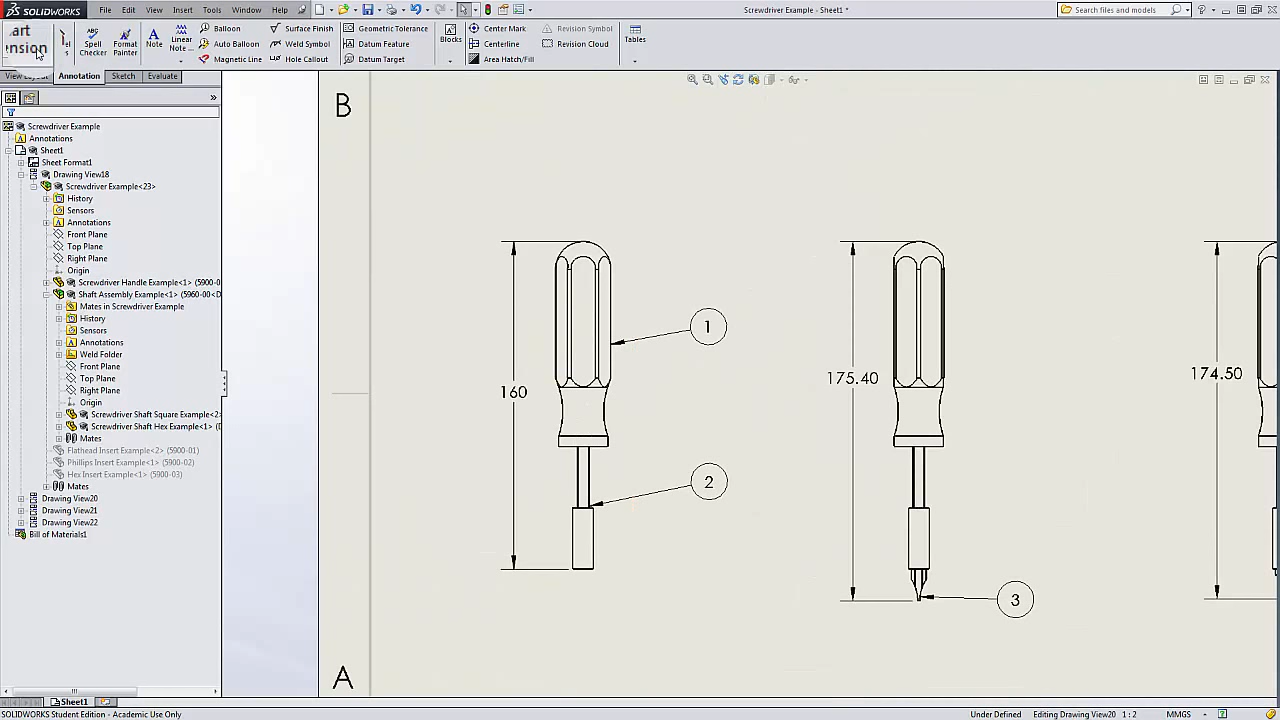 SOLIDWORKS
File Edit View Insert Tools Window Help
Screwdriver Example - Sheet1 *
Search files and models
art
ension
Spell Checker
Format Painter
Note
Linear Note ...
Balloon
Auto Balloon
Magnetic Line
Surface Finish
Weld Symbol
Hole Callout
Geometric Tolerance
Datum Feature
Datum Target
Blocks
Center Mark
Centerline
Area Hatch/Fill
Revision Symbol
Revision Cloud
Tables
Annotation Sketch Evaluate
Screwdriver Example
Annotations
Sheet1
Sheet Format1
Drawing View18
Screwdriver Example<23>
History
Sensors
Annotations
Front Plane
Top Plane
Right Plane
Origin
Screwdriver Handle Example<1> (5900-0
Shaft Assembly Example<1> (5960-00<D
Mates in Screwdriver Example
History
Sensors
Annotations
Weld Folder
Front Plane
Top Plane
Right Plane
Origin
Screwdriver Shaft Square Example<2>
Screwdriver Shaft Hex Example<1> (D
Mates
Flathead Insert Example<2> (5900-01)
Phillips Insert Example<1> (5900-02)
Hex Insert Example<1> (5900-03)
Mates
Drawing View20
Drawing View21
Drawing View22
Bill of Materials1
B
1
160
175.40
174.50
2
3
A
Sheet1
SOLIDWORKS Student Edition - Academic Use Only
Under Defined Editing Drawing View20 1 : 2 MMGS